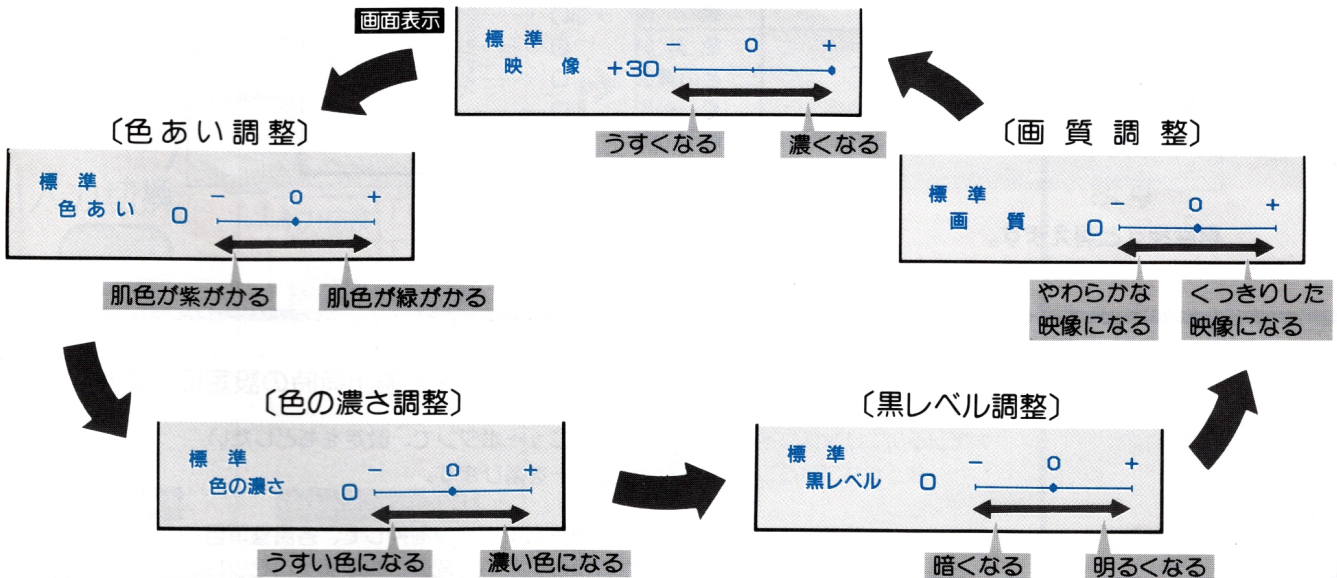 画面表示
標準
映像 +30 − 0 +
うすくなる 濃くなる
〔色あい調整〕
標準
色あい 0 − 0 +
肌色が紫がかる 肌色が緑がかる
〔色の濃さ調整〕
標準
色の濃さ 0 − 0 +
うすい色になる 濃い色になる
〔黒レベル調整〕
標準
黒レベル 0 − 0 +
暗くなる 明るくなる
〔画質調整〕
標準
画質 0 − 0 +
やわらかな
映像になる
くっきりした
映像になる